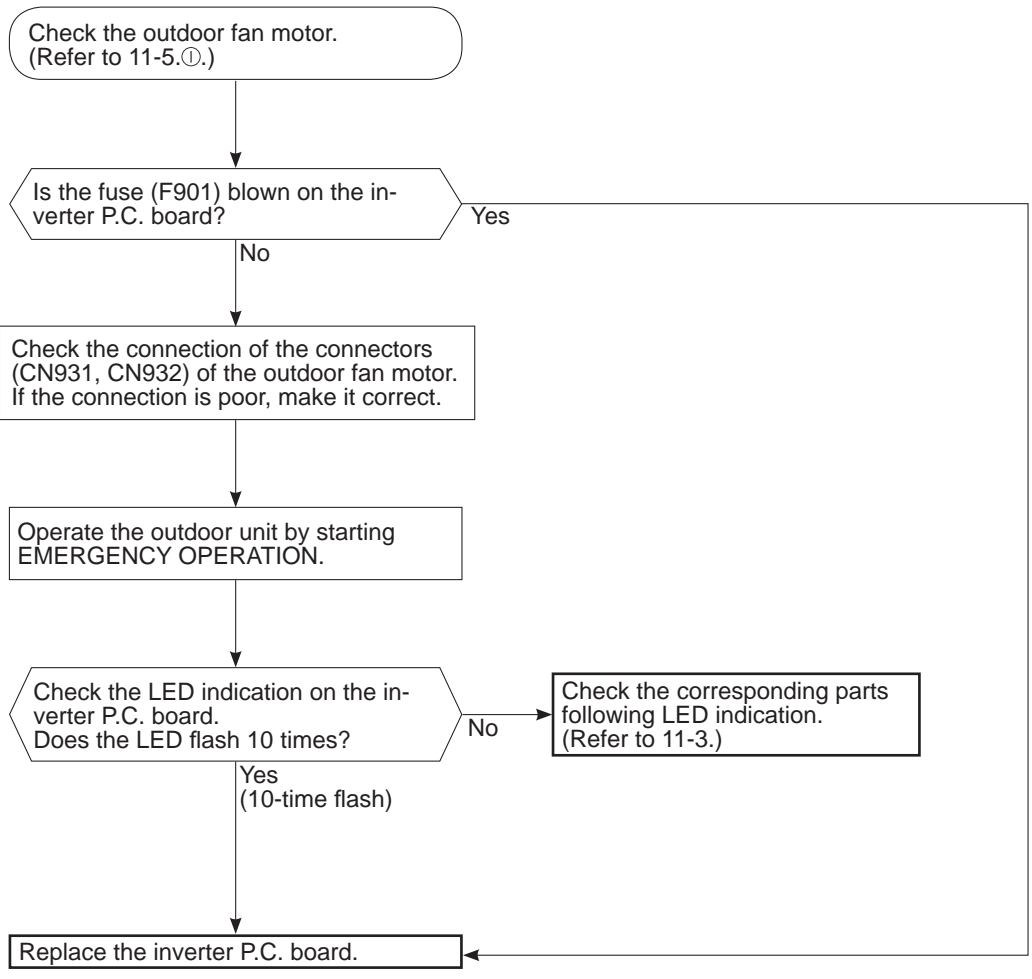 Check the outdoor fan motor.
(Refer to 11-5.Ⓘ.)
Is the fuse (F901) blown on the in-
verter P.C. board?
Yes
No
Check the connection of the connectors
(CN931, CN932) of the outdoor fan motor.
If the connection is poor, make it correct.
Operate the outdoor unit by starting
EMERGENCY OPERATION.
Check the LED indication on the in-
verter P.C. board.
Does the LED flash 10 times?
No
Check the corresponding parts
following LED indication.
(Refer to 11-3.)
Yes
(10-time flash)
Replace the inverter P.C. board.